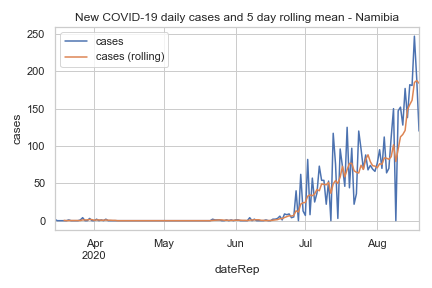 New COVID-19 daily cases and 5 day rolling mean - Namibia
cases
cases (rolling)
250
200
150
100
50
0
cases
Apr
2020
May
Jun
Jul
Aug
dateRep